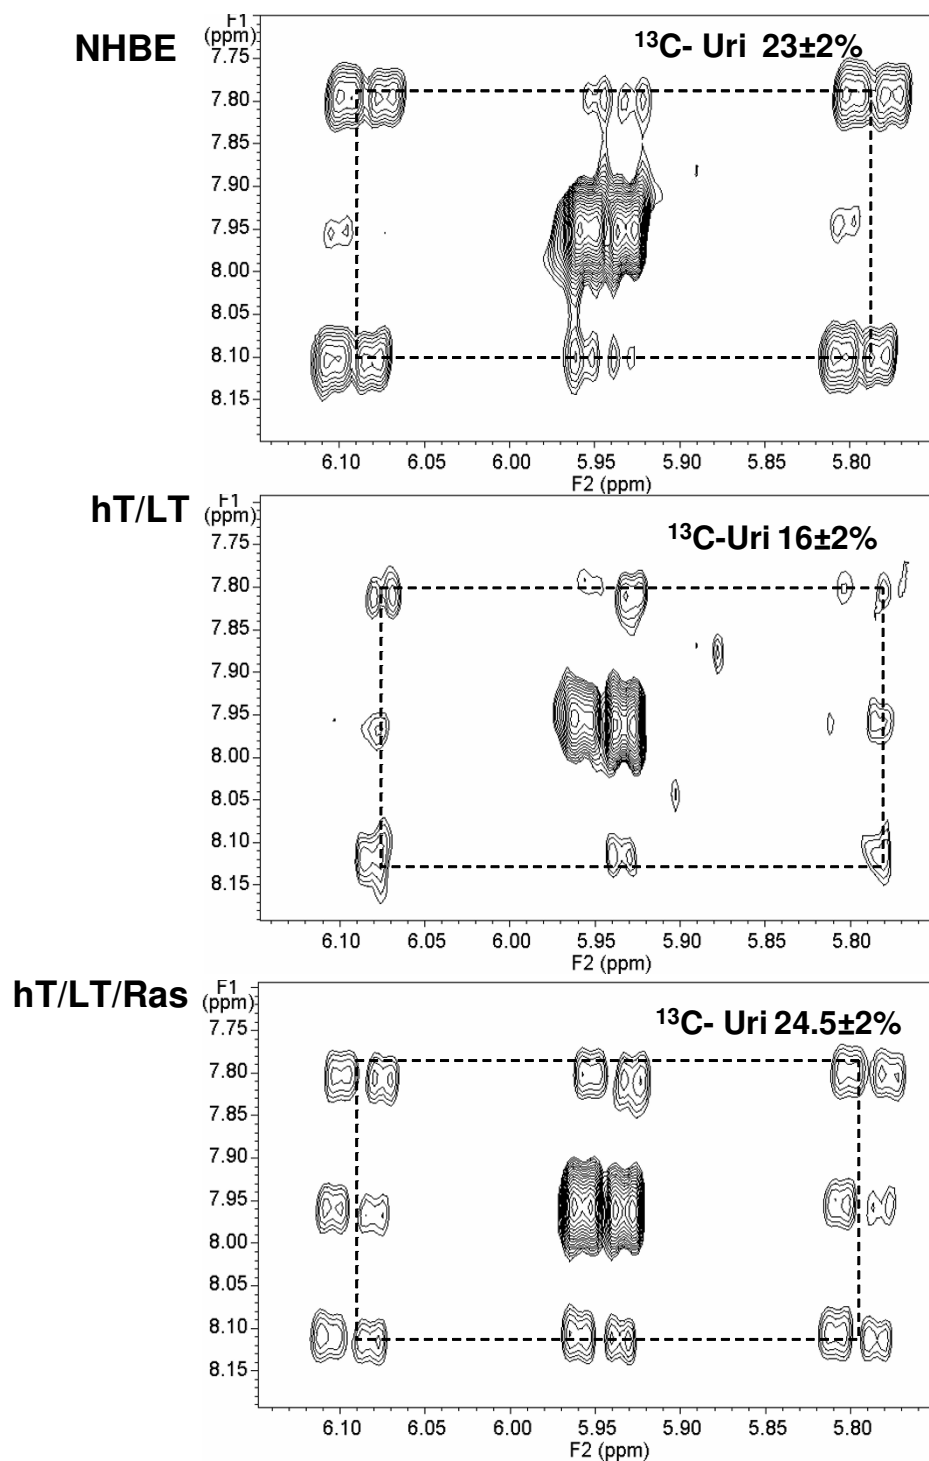 NHBE
F1
(ppm)
¹³C- Uri 23±2%
7.75
7.80
7.85
7.90
7.95
8.00
8.05
8.10
8.15
6.10 6.05 6.00 5.95 5.90 5.85 5.80
F2 (ppm)
hT/LT
F1
(ppm)
¹³C-Uri 16±2%
7.75
7.80
7.85
7.90
7.95
8.00
8.05
8.10
8.15
6.10 6.05 6.00 5.95 5.90 5.85 5.80
F2 (ppm)
hT/LT/Ras
F1
(ppm)
¹³C- Uri 24.5±2%
7.75
7.80
7.85
7.90
7.95
8.00
8.05
8.10
8.15
6.10 6.05 6.00 5.95 5.90 5.85 5.80
F2 (ppm)